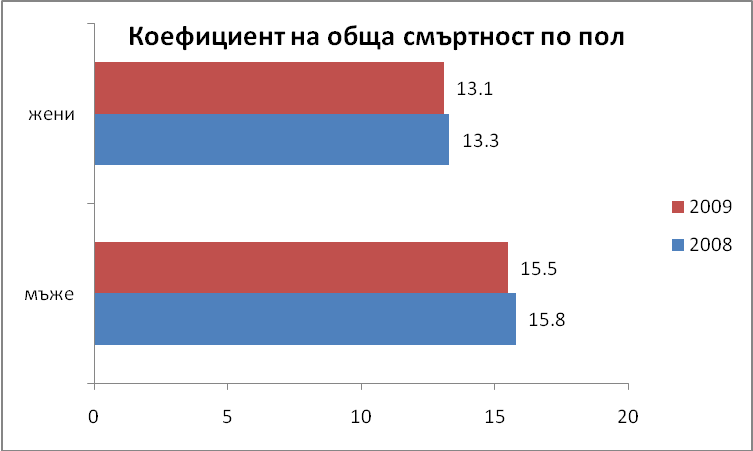 Коефициент на обща смъртност по пол
жени
13.1
13.3
2009
2008
мъже
15.5
15.8
0 5 10 15 20